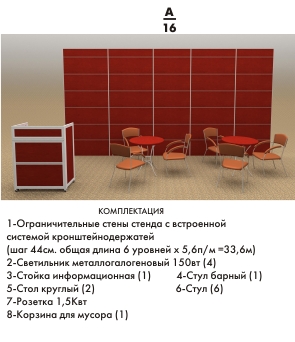 А
16
КОМПЛЕКТАЦИЯ
1-Ограничительные стены стенда с встроенной
системой кронштейнодержатей
(шаг 44см. общая длина 6 уровней х 5,6п/м =33,6м)
2-Светильник металлогалогеновый 150вт (4)
3-Стойка информационная (1) 4-Стул барный (1)
5-Стол круглый (2) 6-Стул (6)
7-Розетка 1,5Квт
8-Корзина для мусора (1)